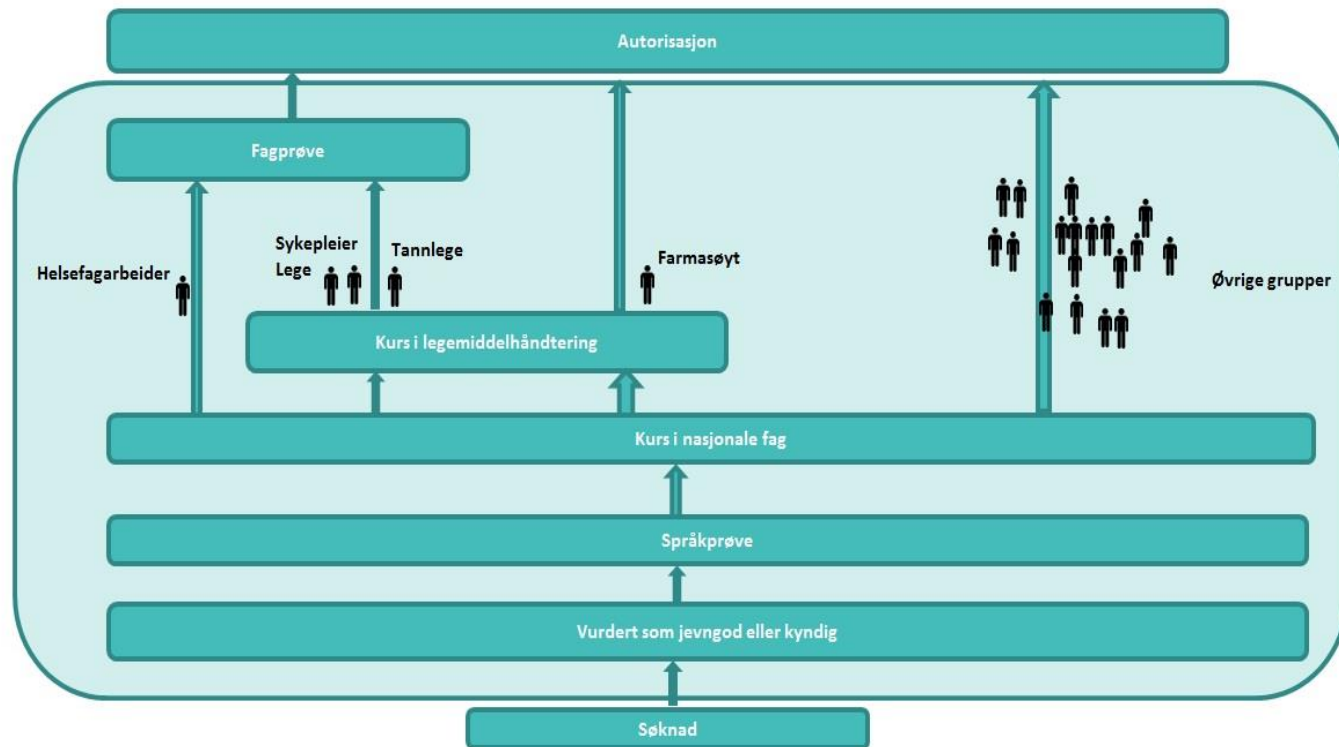 Autorisasjon
Fagprøve
Sykepleier
Lege
Tannlege
Helsefagarbeider
Farmasøyt
Øvrige grupper
Kurs i legemiddelhåndtering
Kurs i nasjonale fag
Språkprøve
Vurdert som jevngod eller kyndig
Søknad